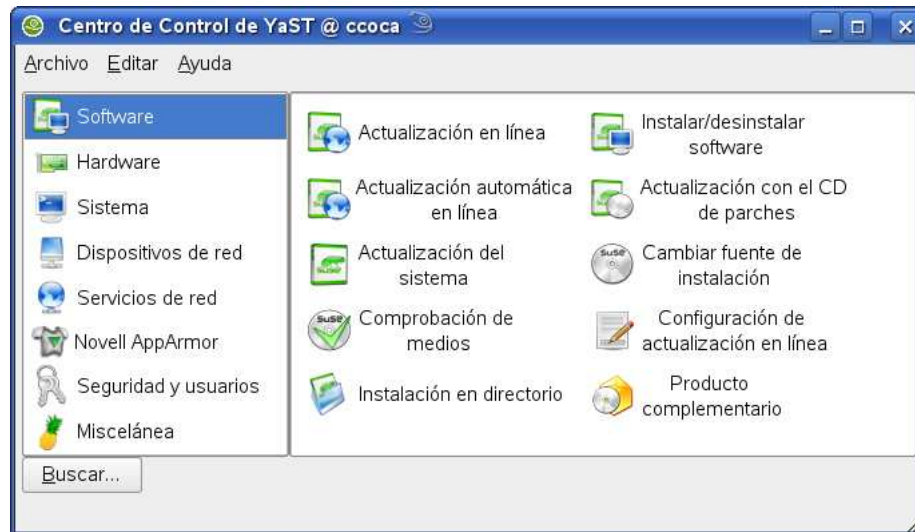 Centro de Control de YaST @ ccoca
Archivo Editar Ayuda
Software
Hardware
Sistema
Dispositivos de red
Servicios de red
Novell AppArmor
Seguridad y usuarios
Miscelánea
Actualización en línea
Instalar/desinstalar
software
Actualización automática
en línea
Actualización con el CD
de parches
Actualización del
sistema
Cambiar fuente de
instalación
Comprobación de
medios
Configuración de
actualización en línea
Instalación en directorio
Producto
complementario
Buscar...